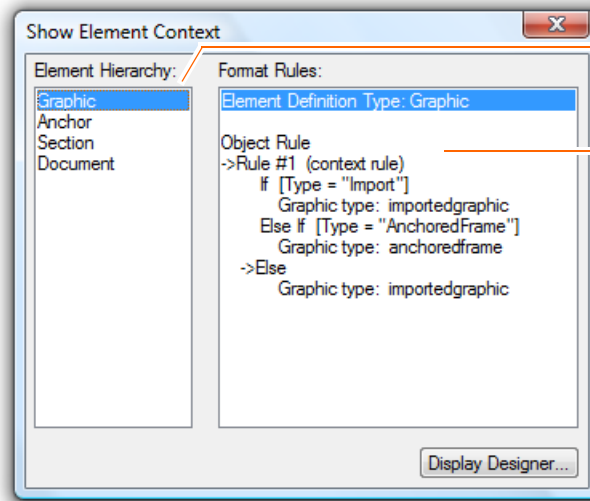 Show Element Context
Element Hierarchy:
Graphic
Anchor
Section
Document
Format Rules:
Element Definition Type: Graphic
Object Rule
->Rule #1 (context rule)
If [Type = "Import"]
Graphic type: importedgraphic
Else If [Type = "AnchoredFrame"]
Graphic type: anchoredframe
->Else
Graphic type: importedgraphic
Display Designer...